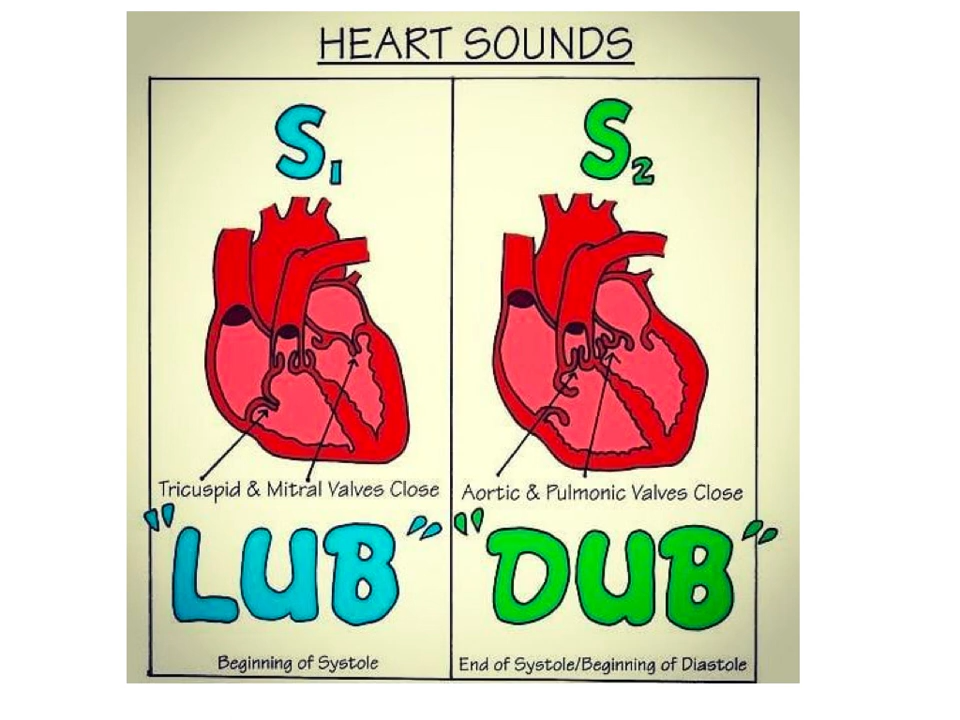 HEART SOUNDS
S1
S2
Tricuspid & Mitral Valves Close
Aortic & Pulmonic Valves Close
"LUB"
"DUB"
Beginning of Systole
End of Systole/Beginning of Diastole